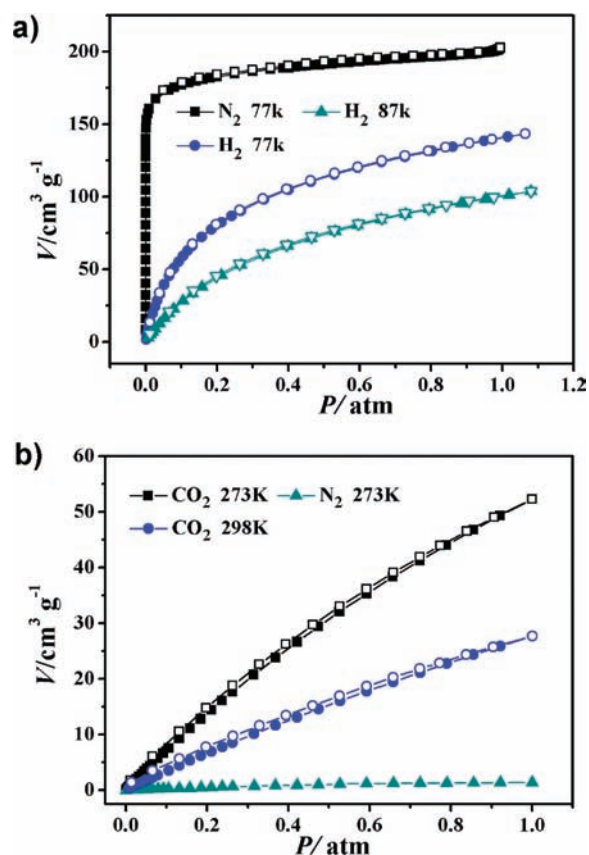 a)
200
150
100
50
0
V/cm³ g⁻¹
N₂ 77k
H₂ 87k
H₂ 77k
0.0 0.2 0.4 0.6 0.8 1.0 1.2
P/ atm
b)
60
50
40
30
20
10
0
V/cm³ g⁻¹
CO₂ 273K
N₂ 273K
CO₂ 298K
0.0 0.2 0.4 0.6 0.8 1.0
P/ atm